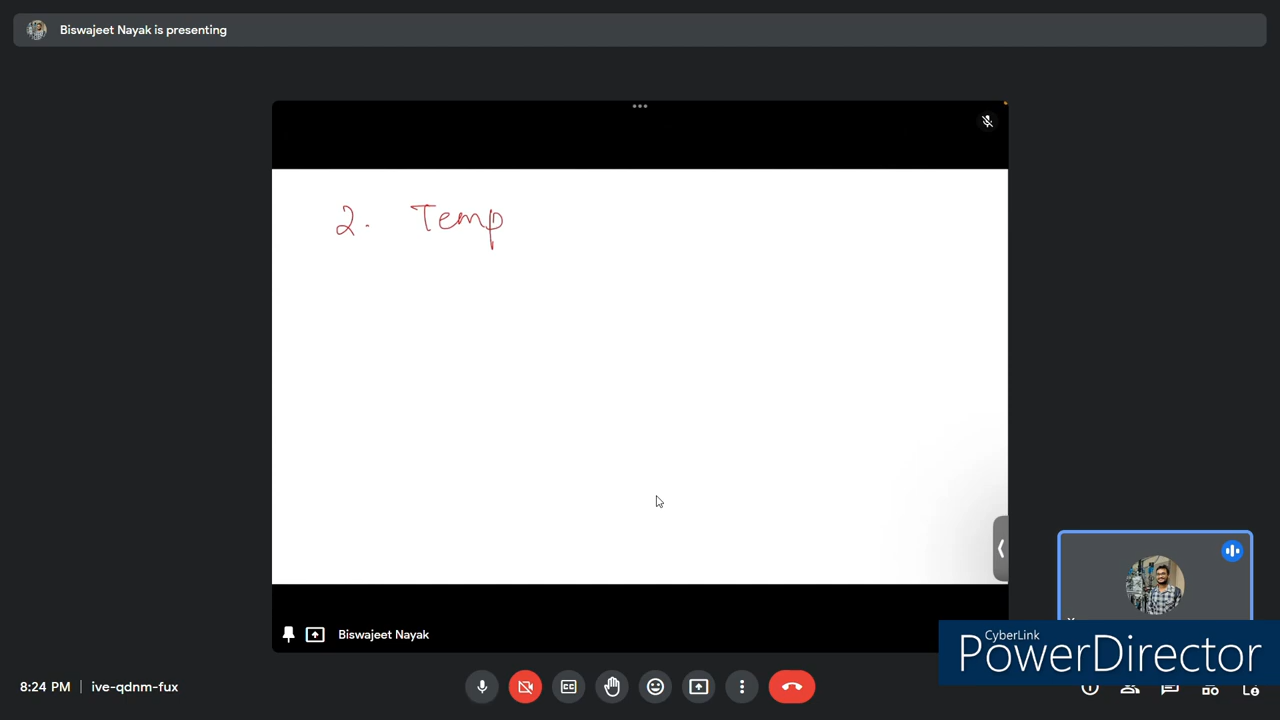 Biswajeet Nayak is presenting
2. Temp
Biswajeet Nayak
CyberLink
PowerDirector
8:24 PM | ive-qdnm-fux